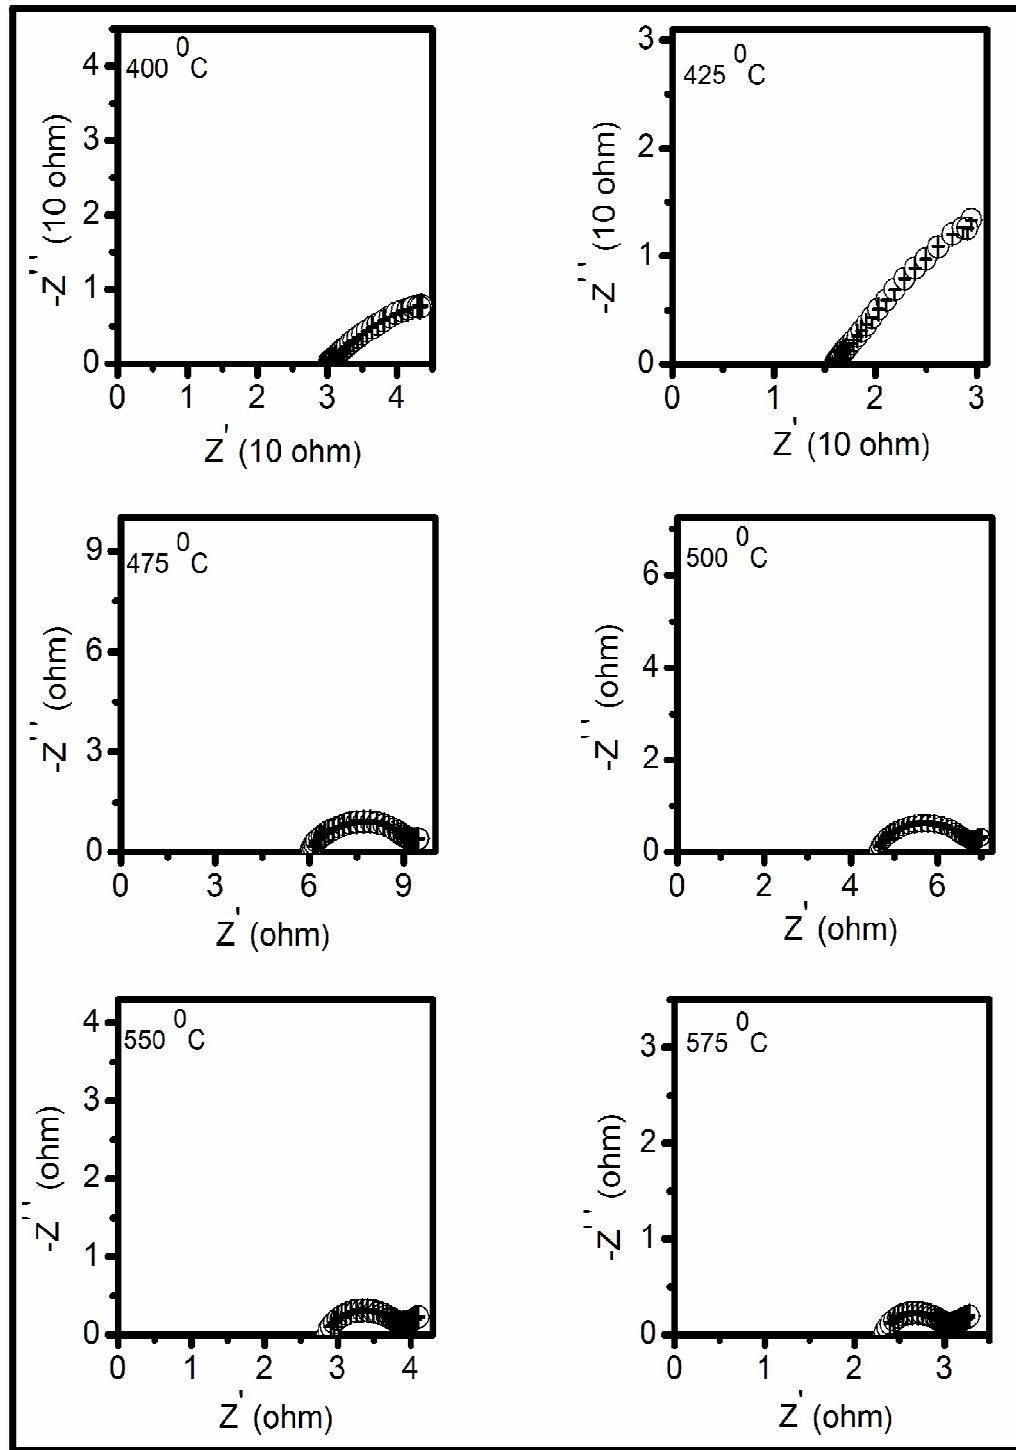 400 ⁰C
4
3
2
1
0
-Z'' (10 ohm)
0 1 2 3 4
Z' (10 ohm)
425 ⁰C
3
2
1
0
-Z'' (10 ohm)
0 1 2 3
Z' (10 ohm)
475 ⁰C
9
6
3
0
-Z'' (ohm)
0 3 6 9
Z' (ohm)
500 ⁰C
6
4
2
0
-Z'' (ohm)
0 2 4 6
Z' (ohm)
550 ⁰C
4
3
2
1
0
-Z'' (ohm)
0 1 2 3 4
Z' (ohm)
575 ⁰C
3
2
1
0
-Z'' (ohm)
0 1 2 3
Z' (ohm)